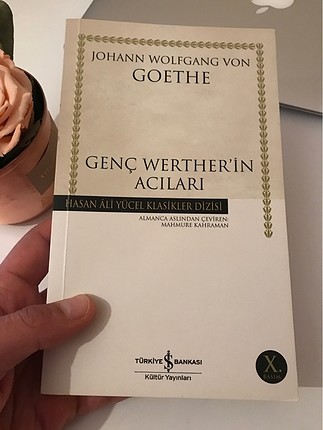 JOHANN WOLFGANG VON
GOETHE
GENÇ WERTHER'İN
ACILARI
HASAN ÂLİ YÜCEL KLASİKLER DİZİSİ
ALMANCA ASLINDAN ÇEVİREN:
MAHMURE KAHRAMAN
TÜRKİYE İŞ BANKASI
Kültür Yayınları
X.
BASIM